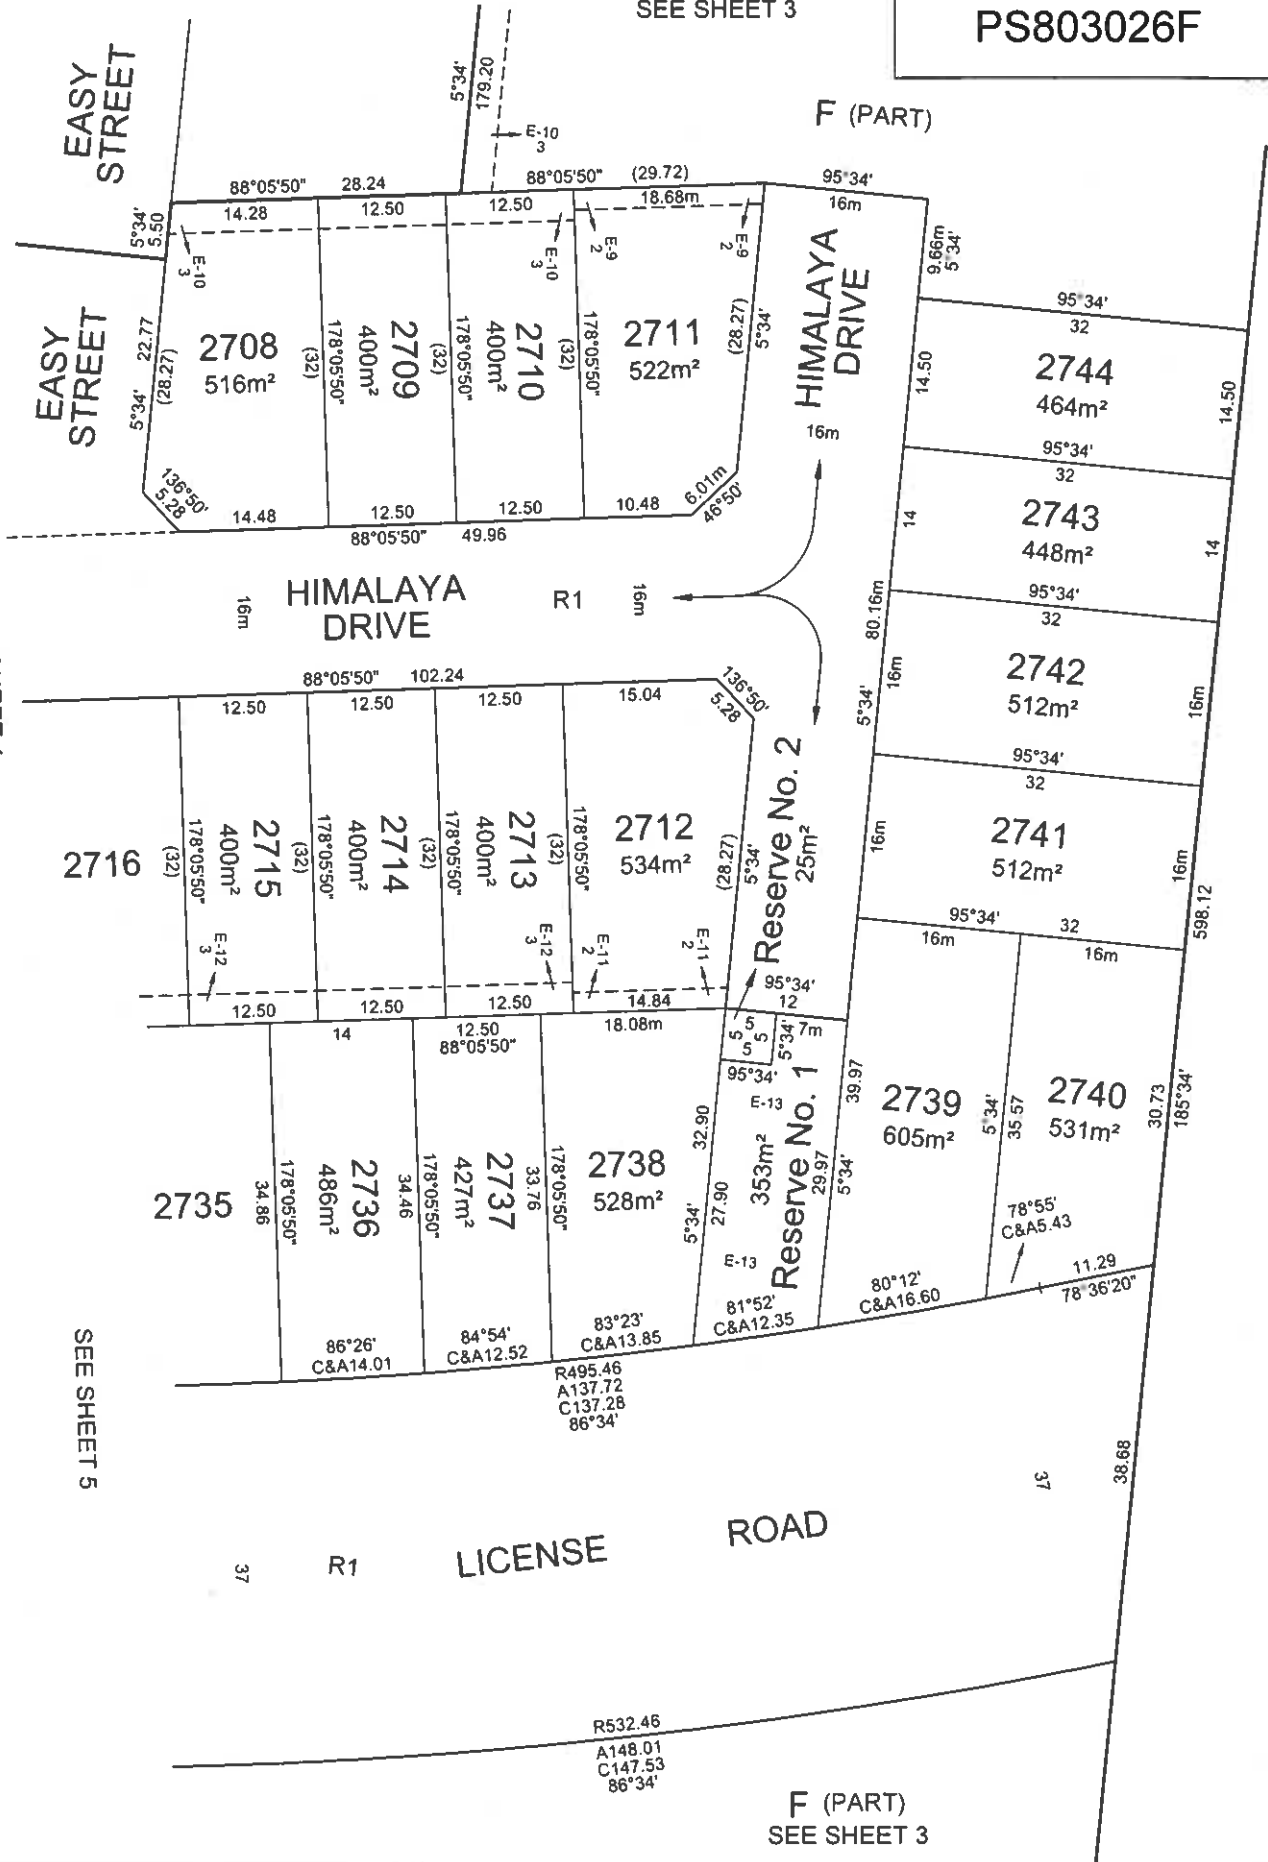 SEE SHEET 3
PS803026F
EASY
STREET
5°34'
179.20
E-10
3
F (PART)
88°05'50" 28.24
88°05'50" (29.72)
95°34'
16m
14.28
12.50
12.50
18.68m
5°34'
5.50
E-10
3
E-10
3
E-9
2
E-9
2
9.66m
5°34'
HIMALAYA
DRIVE
16m
EASY
STREET
5°34' 22.77
(28.27)
2708
516m²
(32)
178°05'50"
2709
400m²
(32)
178°05'50"
2710
400m²
(32)
178°05'50"
2711
522m²
(28.27)
5°34'
136°50'
5.28
14.48
12.50
12.50
10.48
6.01m
46°50'
88°05'50" 49.96
95°34'
32
2744
464m²
14.50
14.50
95°34'
32
2743
448m²
14
14
95°34'
32
80.16m
5°34'
2742
512m²
16m
16m
95°34'
32
2741
512m²
16m
16m
598.12
95°34' 32
16m
16m
16m
HIMALAYA
DRIVE
R1
16m
88°05'50" 102.24
12.50
12.50
12.50
15.04
136°50'
5.28
2716
(32)
178°05'50"
2715
400m²
(32)
178°05'50"
2714
400m²
(32)
178°05'50"
2713
400m²
(32)
178°05'50"
2712
534m²
(28.27)
5°34'
Reserve No. 2
25m²
E-12
3
E-12
3
E-11
2
E-11
2
12.50
12.50
12.50
14.84
95°34'
12
14
12.50
88°05'50"
18.08m
5
5
5
5
5°34'
7m
95°34'
E-13
2735
34.86
178°05'50"
2736
486m²
34.46
178°05'50"
2737
427m²
33.76
178°05'50"
2738
528m²
32.90
5°34'
27.90
353m²
Reserve No. 1
E-13
29.97
39.97
5°34'
2739
605m²
5°34'
35.57
2740
531m²
30.73
185°34'
78°55'
C&A5.43
11.29
78°36'20"
80°12'
C&A16.60
81°52'
C&A12.35
83°23'
C&A13.85
84°54'
C&A12.52
86°26'
C&A14.01
R495.46
A137.72
C137.28
86°34'
SEE SHEET 5
37
R1
LICENSE ROAD
37
38.68
R532.46
A148.01
C147.53
86°34'
F (PART)
SEE SHEET 3